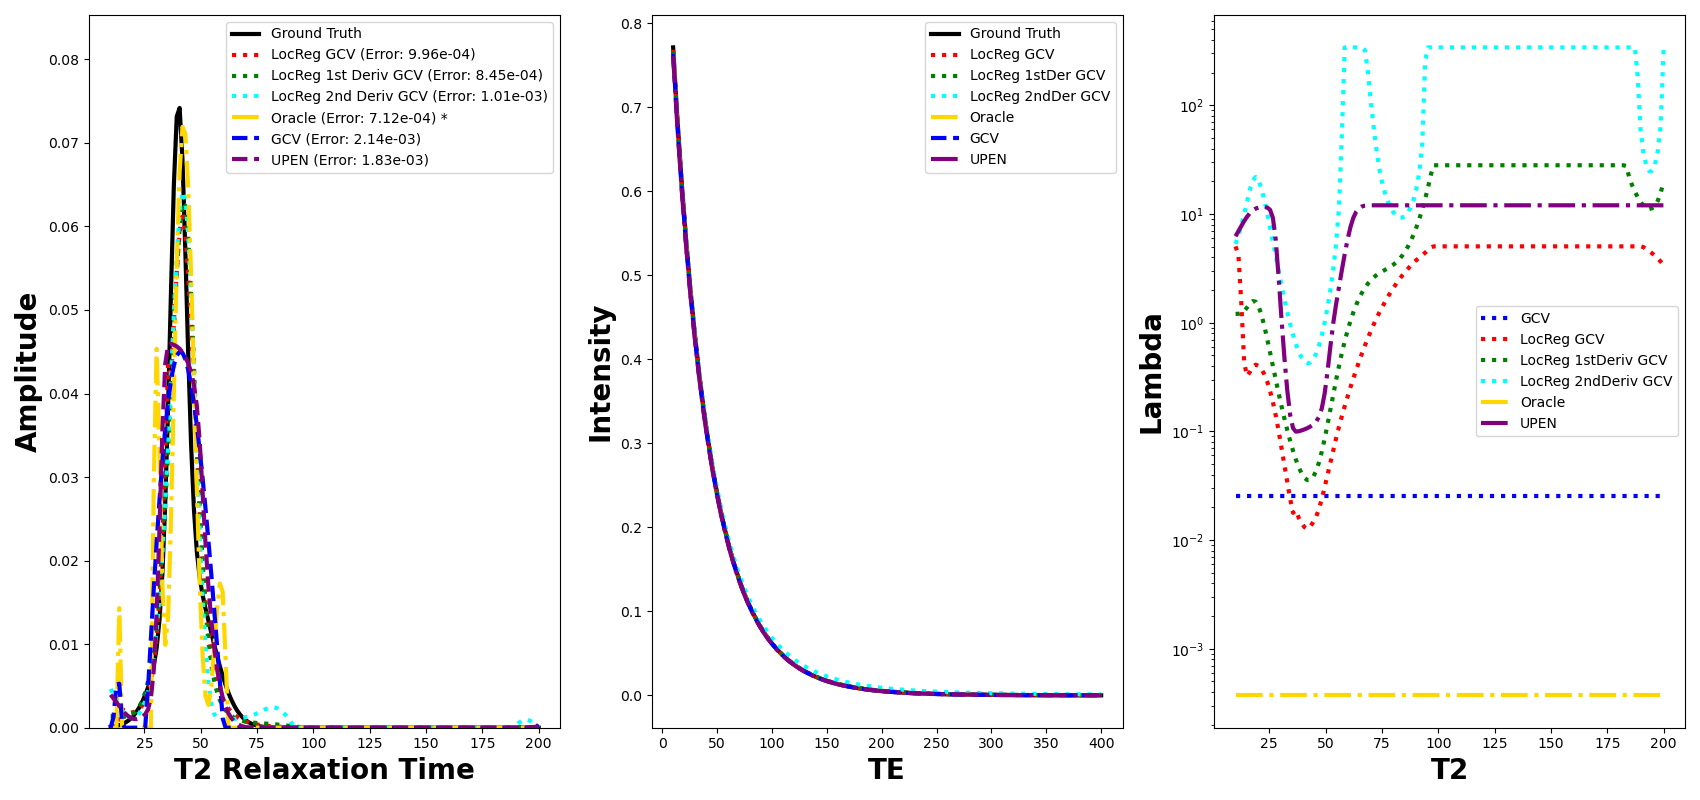 Amplitude
0.08
0.07
0.06
0.05
0.04
0.03
0.02
0.01
0.00
25 50 75 100 125 150 175 200
T2 Relaxation Time
Ground Truth
LocReg GCV (Error: 9.96e-04)
LocReg 1st Deriv GCV (Error: 8.45e-04)
LocReg 2nd Deriv GCV (Error: 1.01e-03)
Oracle (Error: 7.12e-04) *
GCV (Error: 2.14e-03)
UPEN (Error: 1.83e-03)
Intensity
0.8
0.7
0.6
0.5
0.4
0.3
0.2
0.1
0.0
0 50 100 150 200 250 300 350 400
TE
Ground Truth
LocReg GCV
LocReg 1stDer GCV
LocReg 2ndDer GCV
Oracle
GCV
UPEN
Lambda
10²
10¹
10⁰
10⁻¹
10⁻²
10⁻³
25 50 75 100 125 150 175 200
T2
GCV
LocReg GCV
LocReg 1stDeriv GCV
LocReg 2ndDeriv GCV
Oracle
UPEN